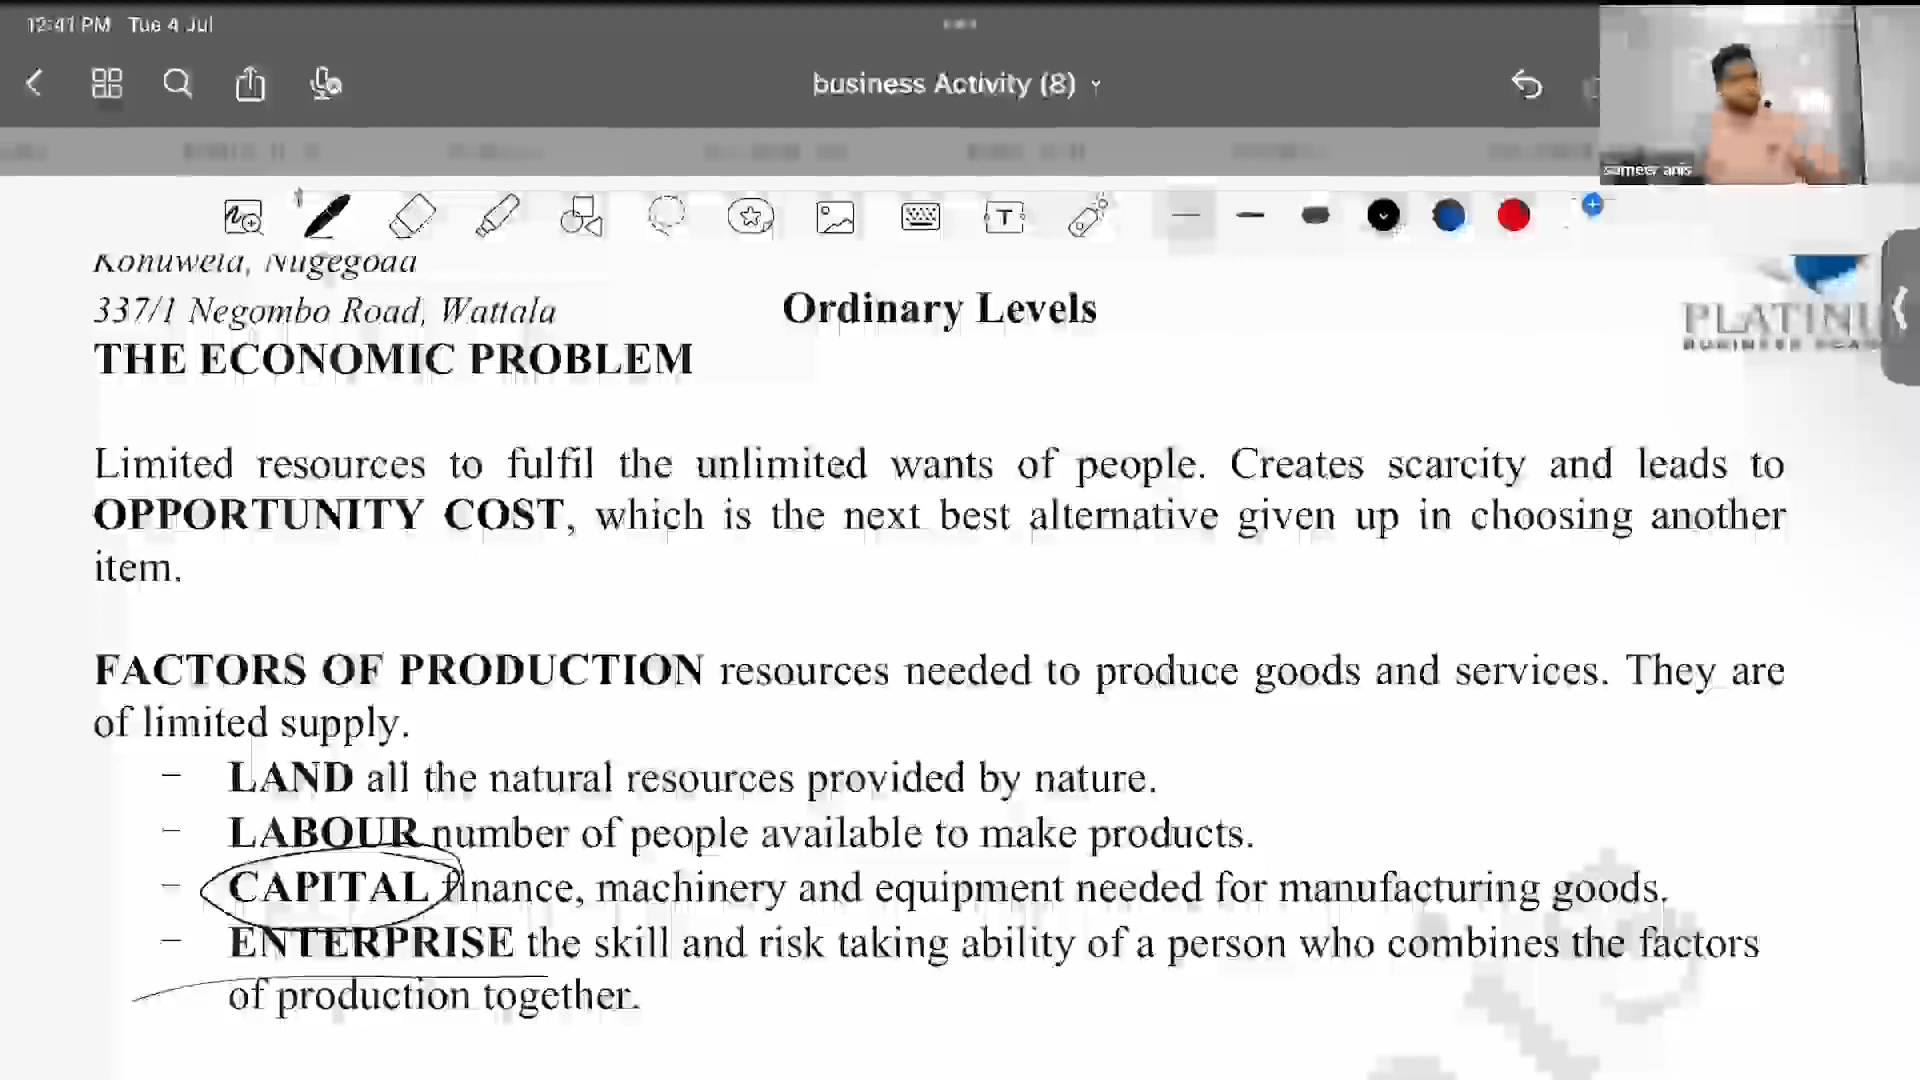 12:41 PM Tue 4 Jul
business Activity (8)
sameer anis
T
337/1 Negombo Road, Wattala
Ordinary Levels
THE ECONOMIC PROBLEM
Limited resources to fulfil the unlimited wants of people. Creates scarcity and leads to
OPPORTUNITY COST, which is the next best alternative given up in choosing another
item.
FACTORS OF PRODUCTION resources needed to produce goods and services. They are
of limited supply.
– LAND all the natural resources provided by nature.
– LABOUR number of people available to make products.
– CAPITAL finance, machinery and equipment needed for manufacturing goods.
– ENTERPRISE the skill and risk taking ability of a person who combines the factors
of production together.